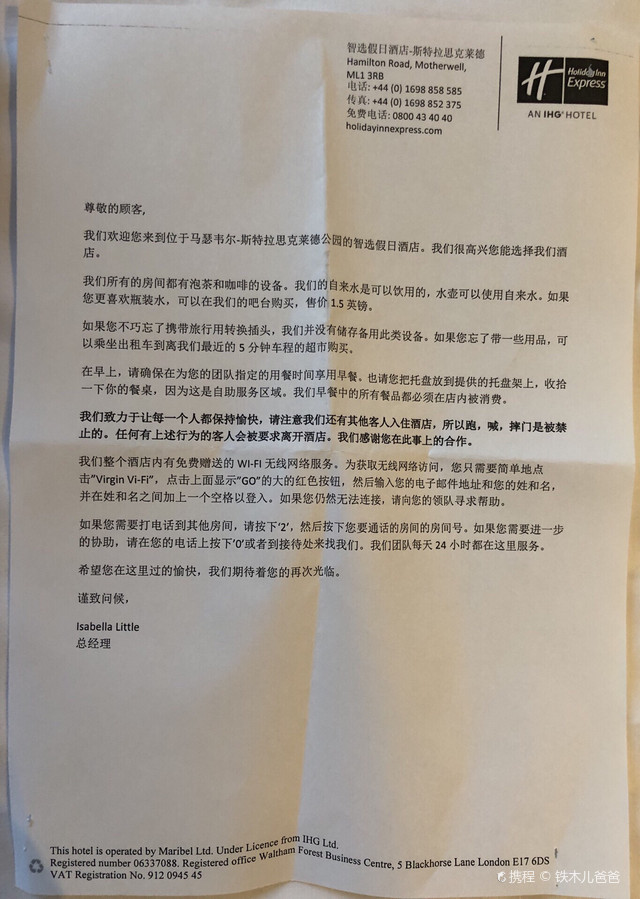 智选假日酒店-斯特拉思克莱德
Hamilton Road, Motherwell,
ML1 3RB
电话: +44 (0) 1698 858 585
传真: +44 (0) 1698 852 375
免费电话: 0800 43 40 40
holidayinnexpress.com
Holiday Inn
Express
AN IHG® HOTEL
尊敬的顾客,
我们欢迎您来到位于马瑟韦尔-斯特拉思克莱德公园的智选假日酒店。我们很高兴您能选择我们酒
店。
我们所有的房间都有泡茶和咖啡的设备。我们的自来水是可以饮用的，水壶可以使用自来水。如果
您更喜欢瓶装水，可以在我们的吧台购买，售价 1.5 英镑。
如果您不巧忘了携带旅行用转换插头，我们并没有储存备用此类设备。如果您忘了带一些用品，可
以乘坐出租车到离我们最近的 5 分钟车程的超市购买。
在早上，请确保在为您的团队指定的用餐时间享用早餐。也请您把托盘放到提供的托盘架上，收拾
一下你的餐桌，因为这是自助服务区域。我们早餐中的所有餐品都必须在店内被消费。
我们致力于让每一个人都保持愉快，请注意我们还有其他客人入住酒店，所以跑，喊，摔门是被禁
止的。任何有上述行为的客人会被要求离开酒店。我们感谢您在此事上的合作。
我们整个酒店内有免费赠送的 WI-FI 无线网络服务。为获取无线网络访问，您只需要简单地点
击"Virgin Vi-Fi"，点击上面显示"GO"的大的红色按钮，然后输入您的电子邮件地址和您的姓和名，
并在姓和名之间加上一个空格以登入。如果您仍然无法连接，请向您的领队寻求帮助。
如果您需要打电话到其他房间，请按下'2'，然后按下您要通话的房间的房间号。如果您需要进一步
的协助，请在您的电话上按下'0'或者到接待处来找我们。我们团队每天 24 小时都在这里服务。
希望您在这里过的愉快，我们期待着您的再次光临。
谨致问候，
Isabella Little
总经理
This hotel is operated by Maribel Ltd. Under Licence from IHG Ltd.
Registered number 06337088. Registered office Waltham Forest Business Centre, 5 Blackhorse Lane London E17 6DS
VAT Registration No. 912 0945 45
携程 © 铁木儿爸爸